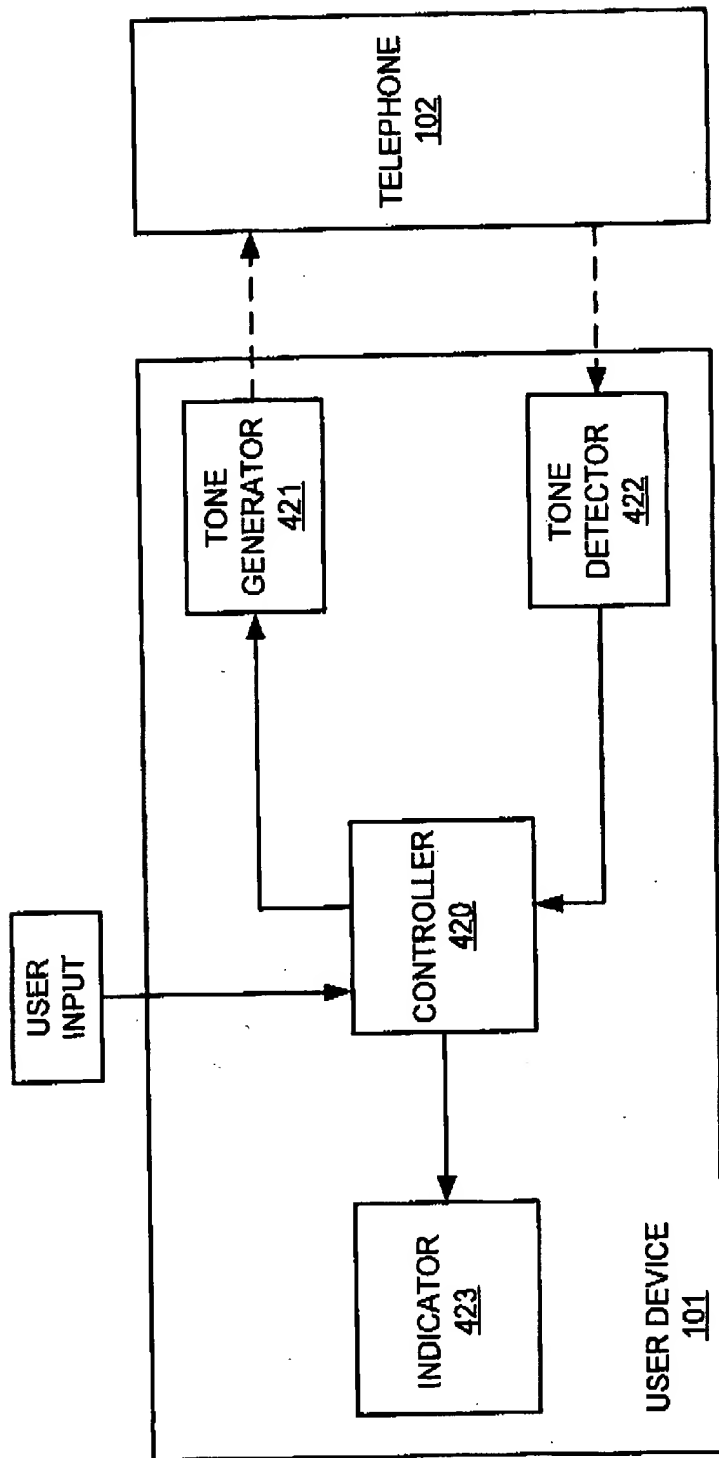 USER
INPUT
TELEPHONE
102
TONE
GENERATOR
421
TONE
DETECTOR
422
CONTROLLER
420
INDICATOR
423
USER DEVICE
101